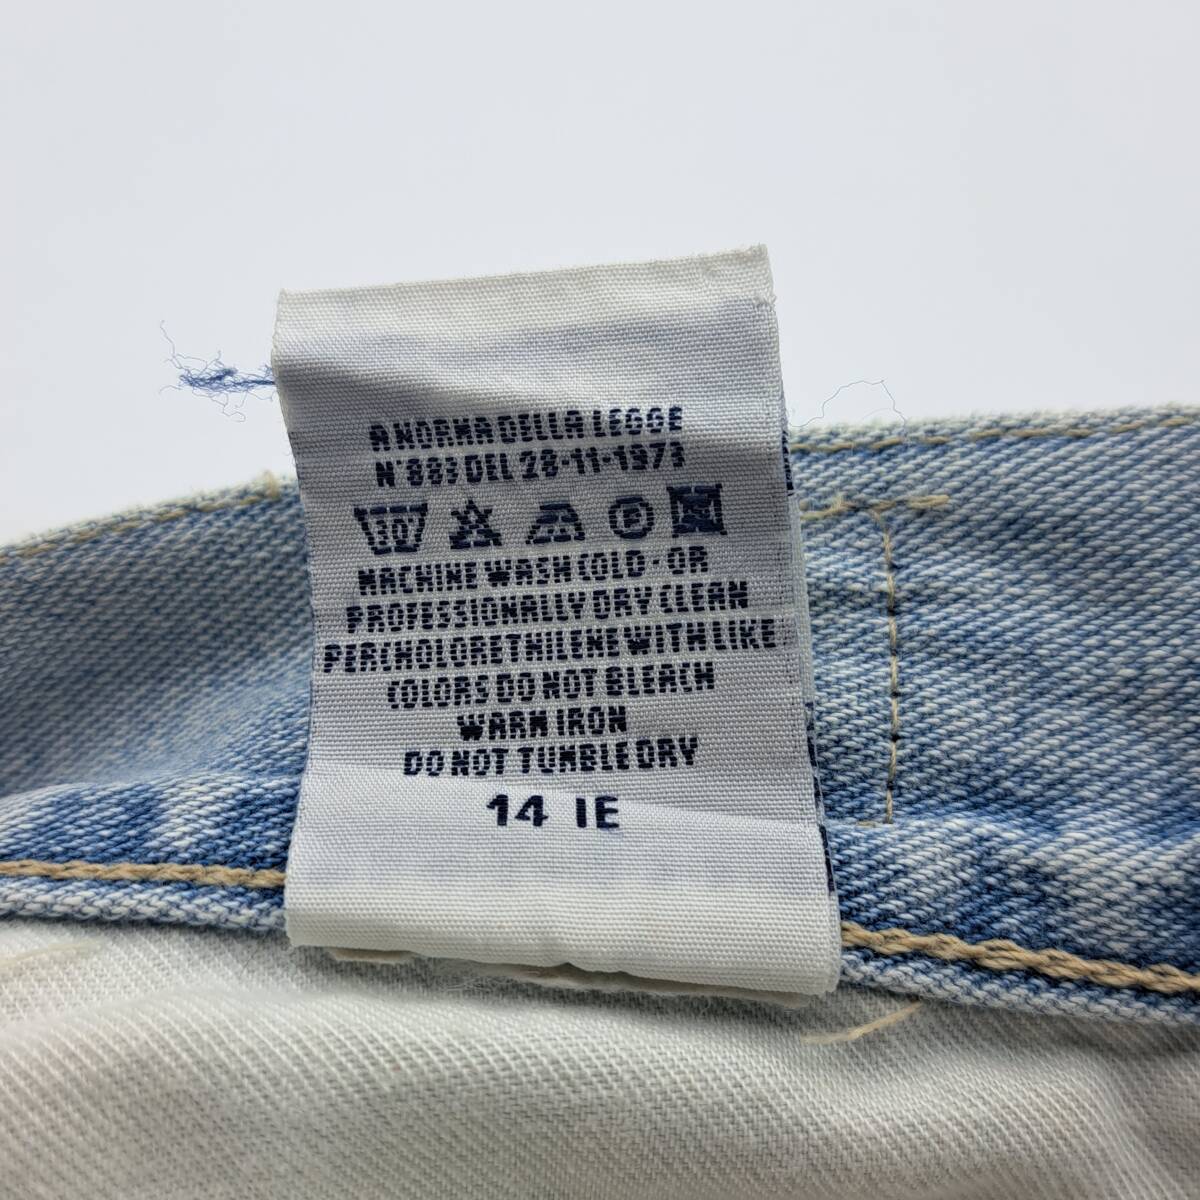 A NORMA DELLA LEGGE
N°883 DEL 26-11-1973
30 P
MACHINE WASH COLD-OR
PROFESSIONALLY DRY CLEAN
PERCHOLORETHILENE WITH LIKE
COLORS DO NOT BLEACH
WARM IRON
DO NOT TUMBLE DRY
14 IE